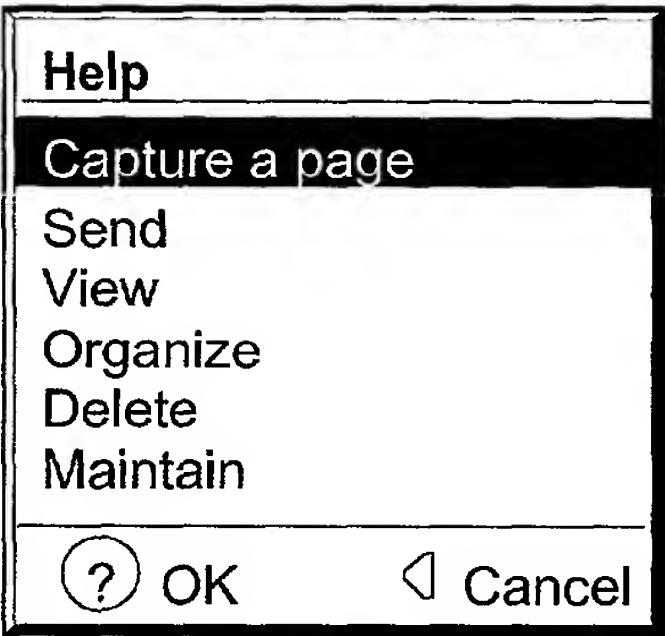 Help
Capture a page
Send
View
Organize
Delete
Maintain
? OK Cancel